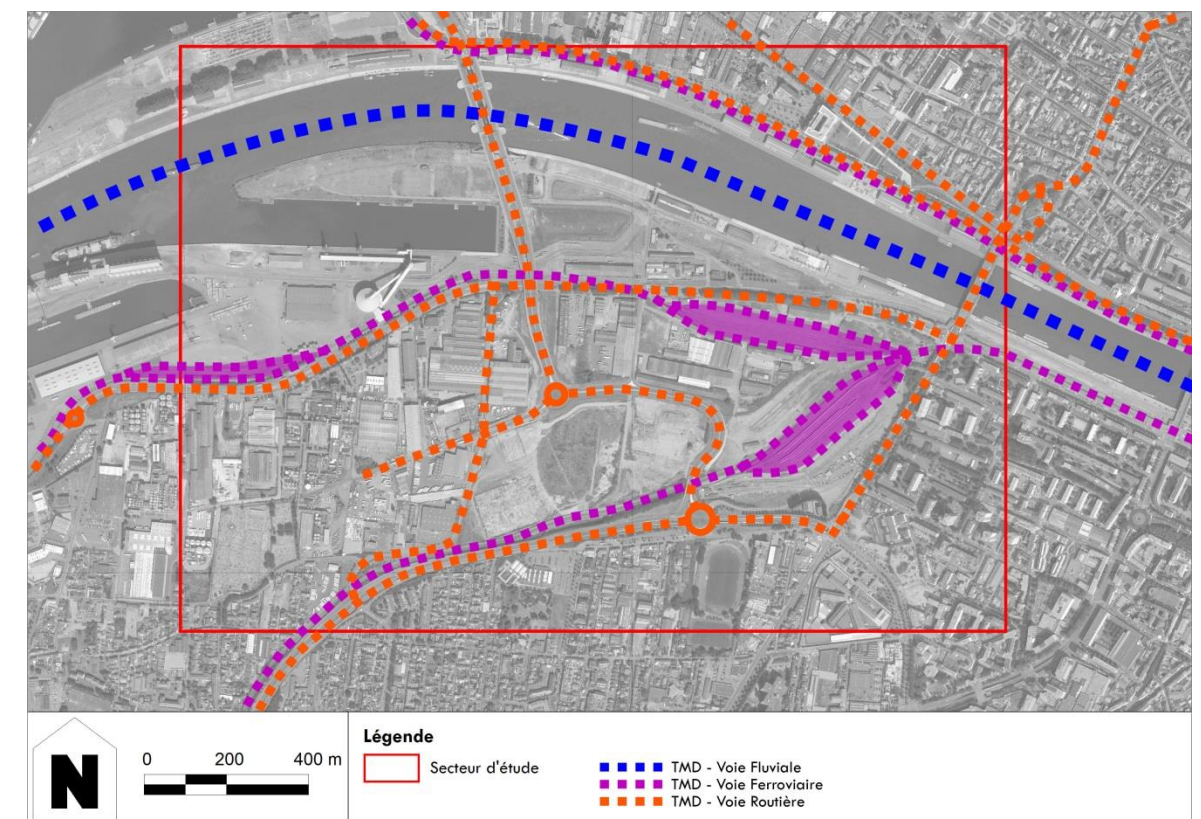 N
0 200 400 m
Légende
Secteur d'étude
TMD - Voie Fluviale
TMD - Voie Ferroviaire
TMD - Voie Routière